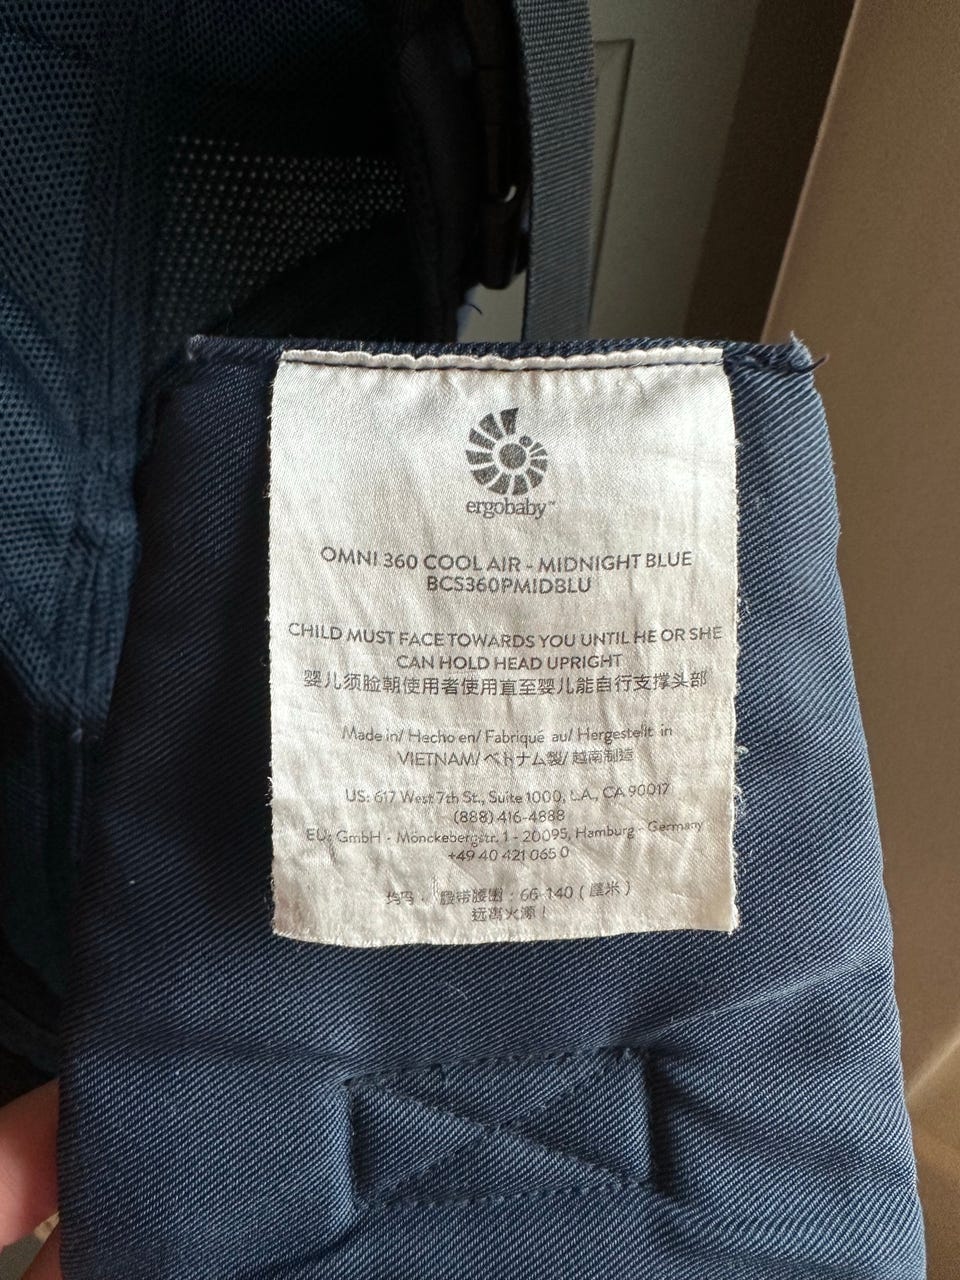 ergobaby™
OMNI 360 COOL AIR - MIDNIGHT BLUE
BCS360PMIDBLU
CHILD MUST FACE TOWARDS YOU UNTIL HE OR SHE
CAN HOLD HEAD UPRIGHT
婴儿须脸朝使用者使用直至婴儿能自行支撑头部
Made in/ Hecho en/ Fabriqué au/ Hergestellt in
VIETNAM/ ベトナム製/ 越南制造
US: 617 West 7th St., Suite 1000, L.A., CA 90017
(888) 416-4888
EU: GmbH - Mönckebergstr. 1 - 20095, Hamburg - Germany
+49 40 421 065 0
均码 . 腰带腰围 : 66-140 ( 厘米 )
远离火源 !